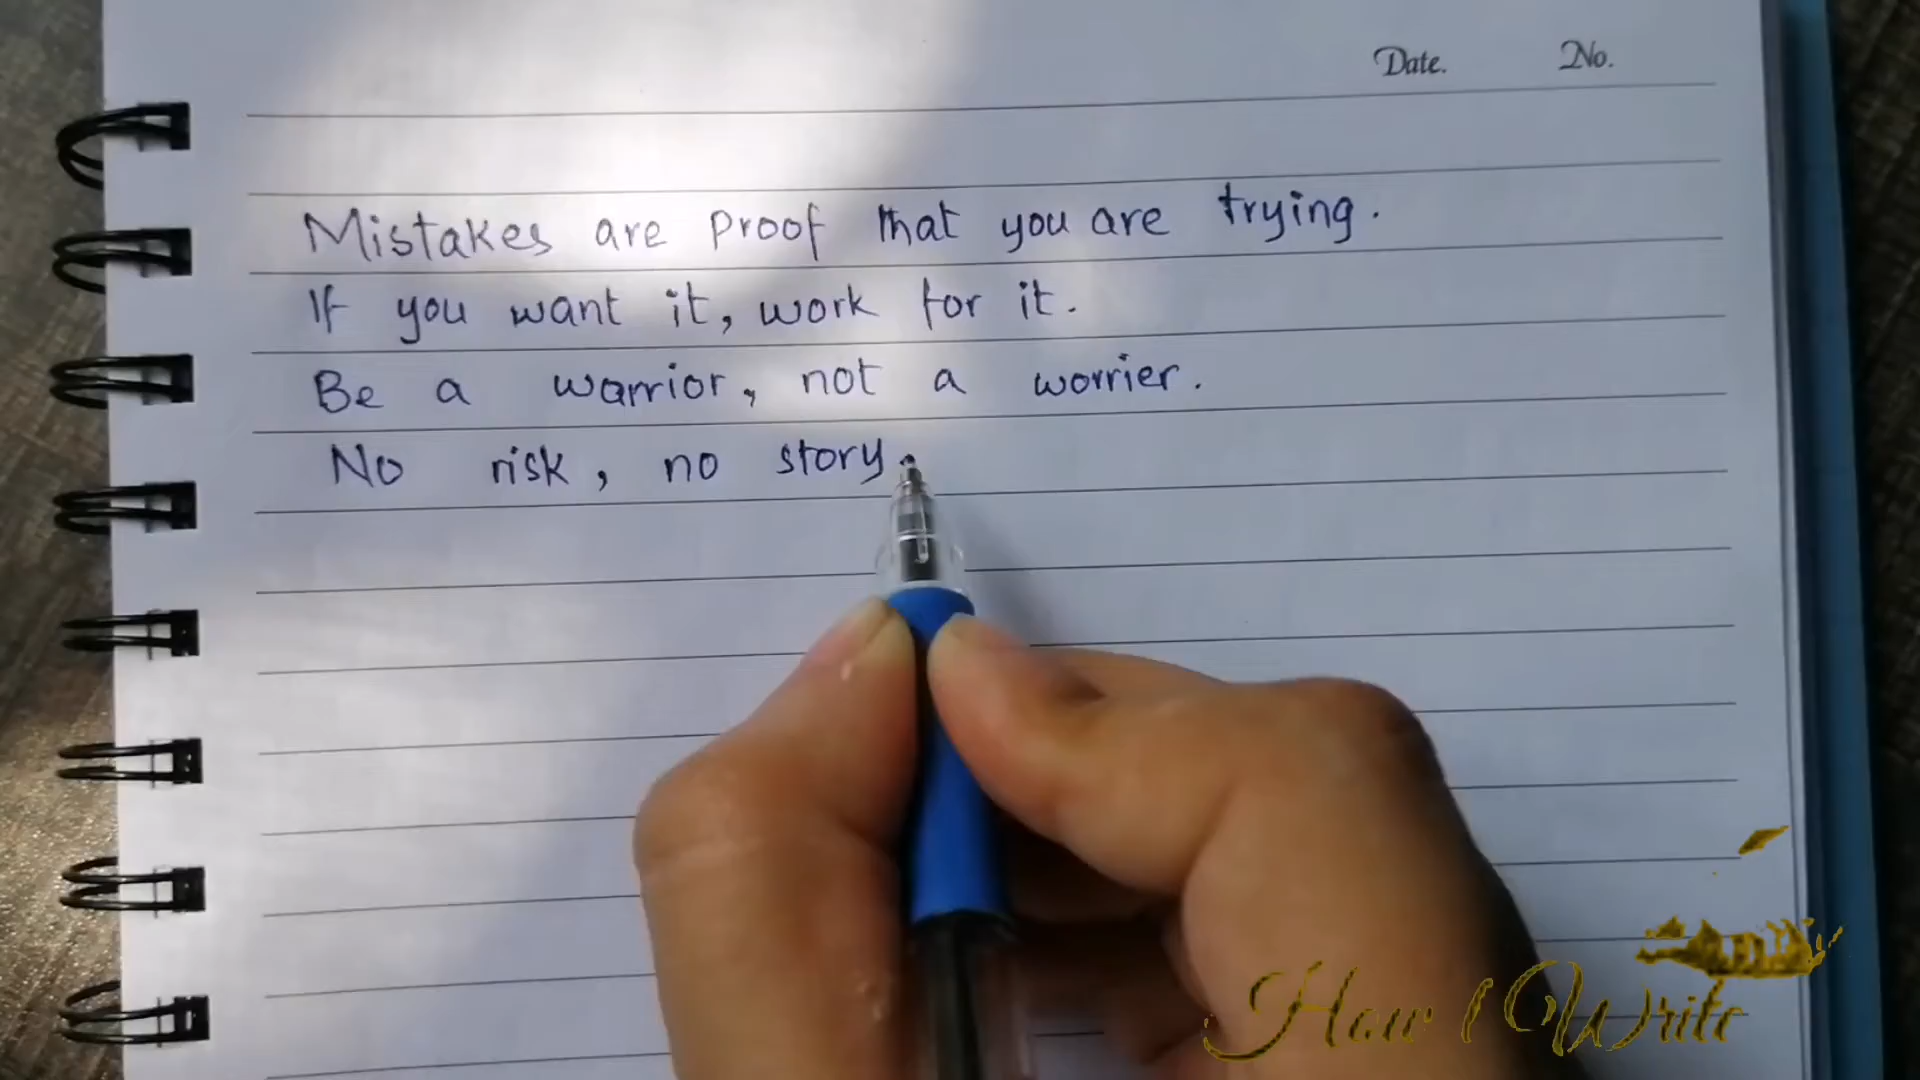 Date. No.
Mistakes are proof that you are trying.
If you want it, work for it.
Be a warrior, not a worrier.
No risk, no story.
How I Write